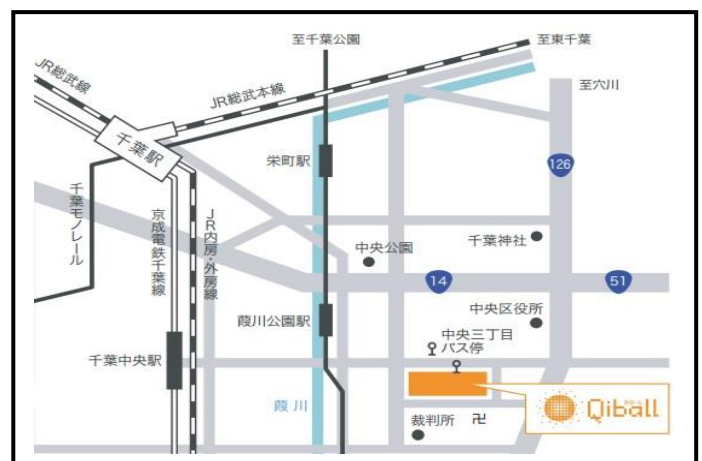 至千葉公園
至東千葉
JR総武線
JR総武本線
至穴川
千葉駅
栄町駅
126
千葉モノレール
京成電鉄千葉線
JR内房・外房線
中央公園
千葉神社
14
51
葭川公園駅
中央区役所
中央三丁目
バス停
千葉中央駅
葭川
Qiball
裁判所
卍